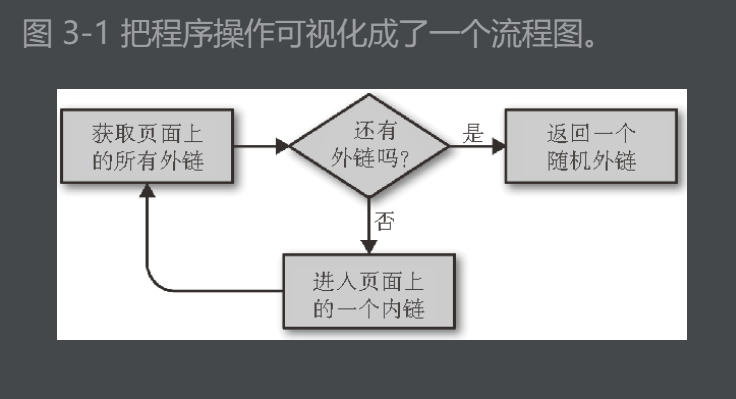 图 3-1 把程序操作可视化成了一个流程图。
获取页面上
的所有外链
还有
外链吗?
是
返回一个
随机外链
否
进入页面上
的一个内链